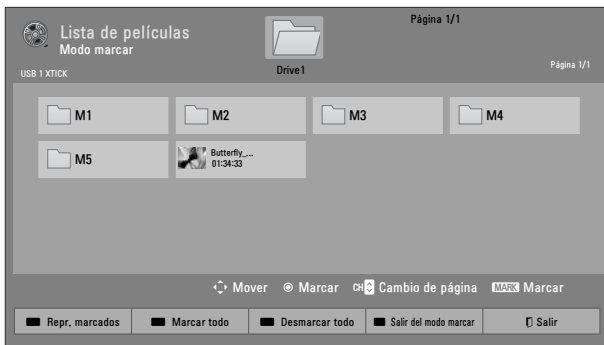 Lista de películas
Modo marcar
Página 1/1
USB 1 XTICK
Drive1
Página 1/1
M1
M2
M3
M4
M5
Butterfly_...
01:34:33
Mover Marcar CH Cambio de página MARK Marcar
Repr. marcados Marcar todo Desmarcar todo Salir del modo marcar Salir